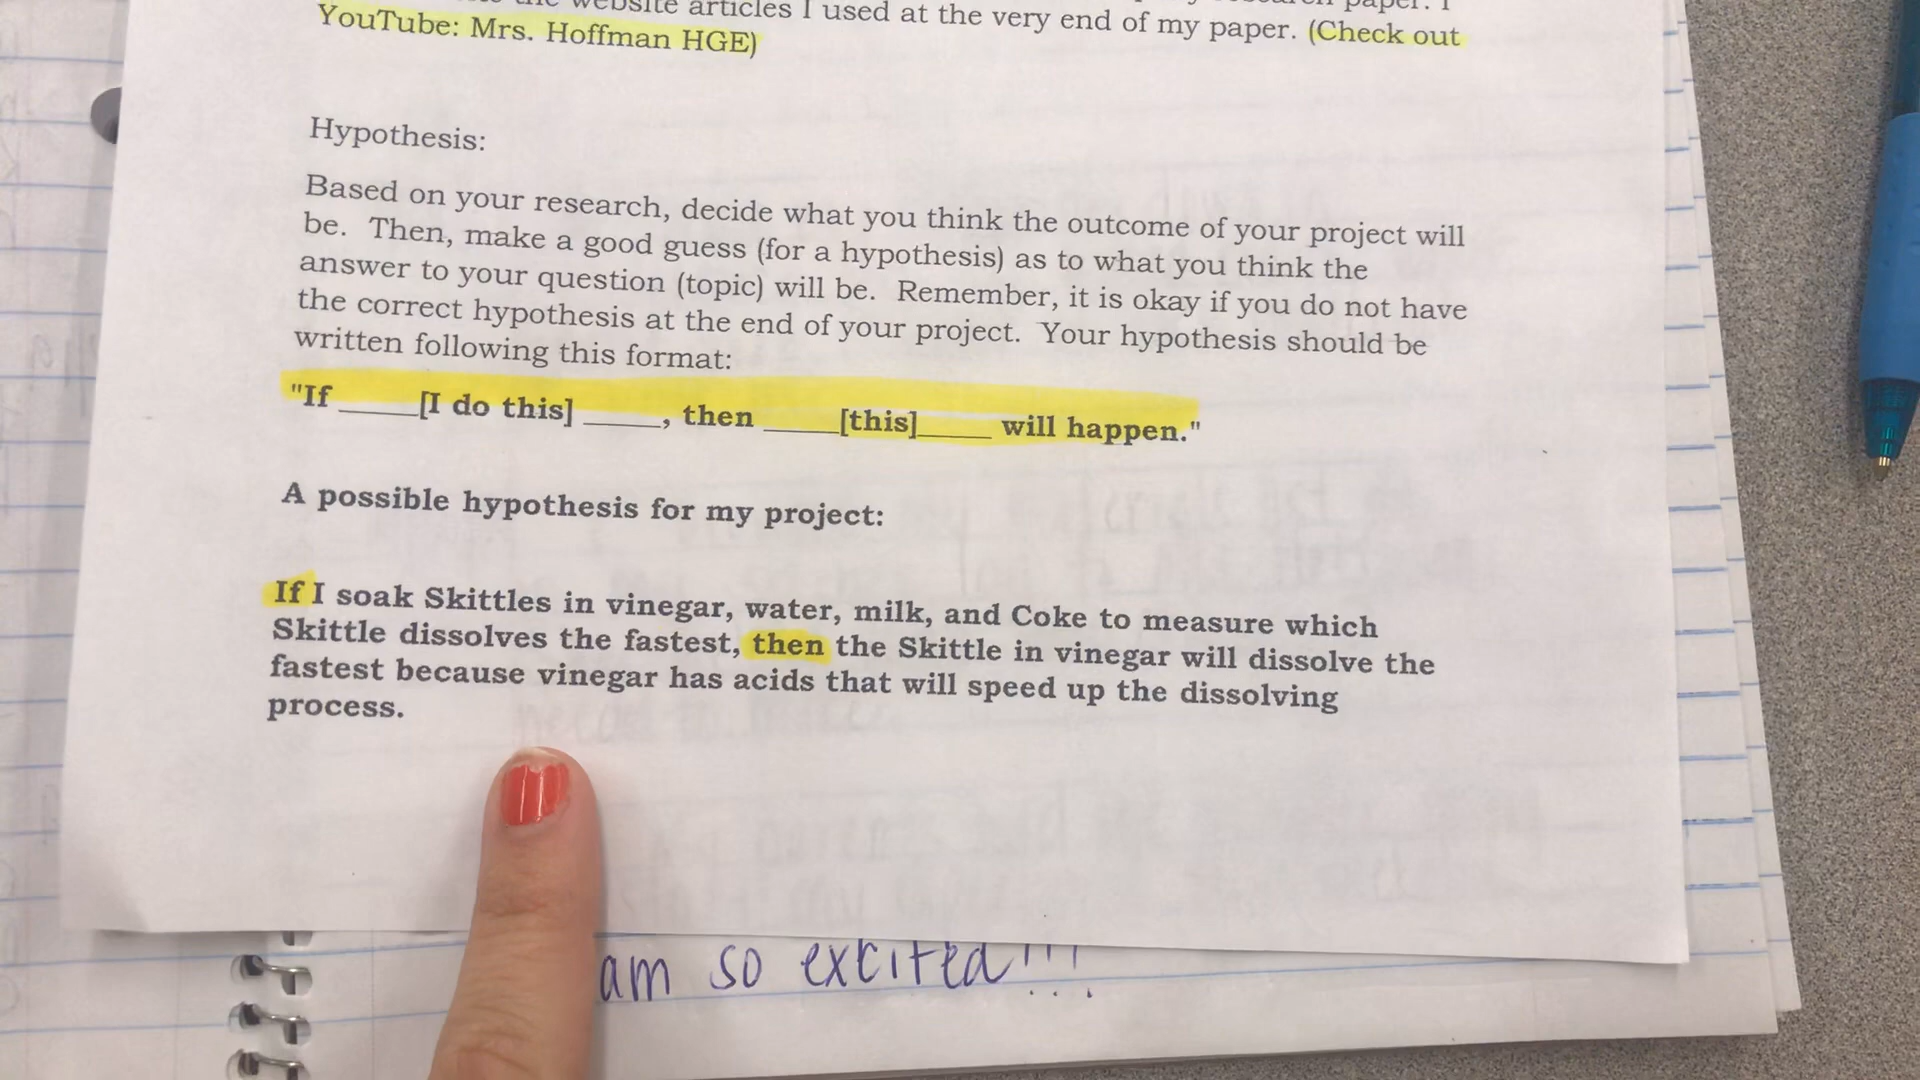 website articles I used at the very end of my paper. (Check out
YouTube: Mrs. Hoffman HGE)
Hypothesis:
Based on your research, decide what you think the outcome of your project will
be. Then, make a good guess (for a hypothesis) as to what you think the
answer to your question (topic) will be. Remember, it is okay if you do not have
the correct hypothesis at the end of your project. Your hypothesis should be
written following this format:
"If _____[I do this] _____, then _____[this]_____ will happen."
A possible hypothesis for my project:
If I soak Skittles in vinegar, water, milk, and Coke to measure which
Skittle dissolves the fastest, then the Skittle in vinegar will dissolve the
fastest because vinegar has acids that will speed up the dissolving
process.
am so excited!!!